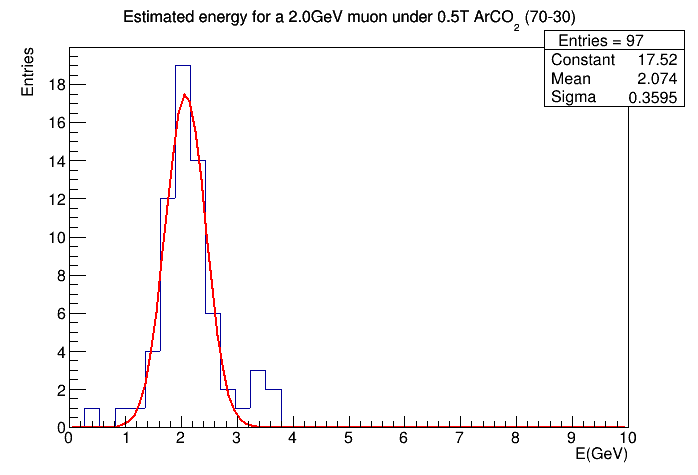 Estimated energy for a 2.0GeV muon under 0.5T ArCO2 (70-30)
Entries = 97
Constant 17.52
Mean 2.074
Sigma 0.3595
Entries
18
16
14
12
10
8
6
4
2
0
0 1 2 3 4 5 6 7 8 9 10
E(GeV)